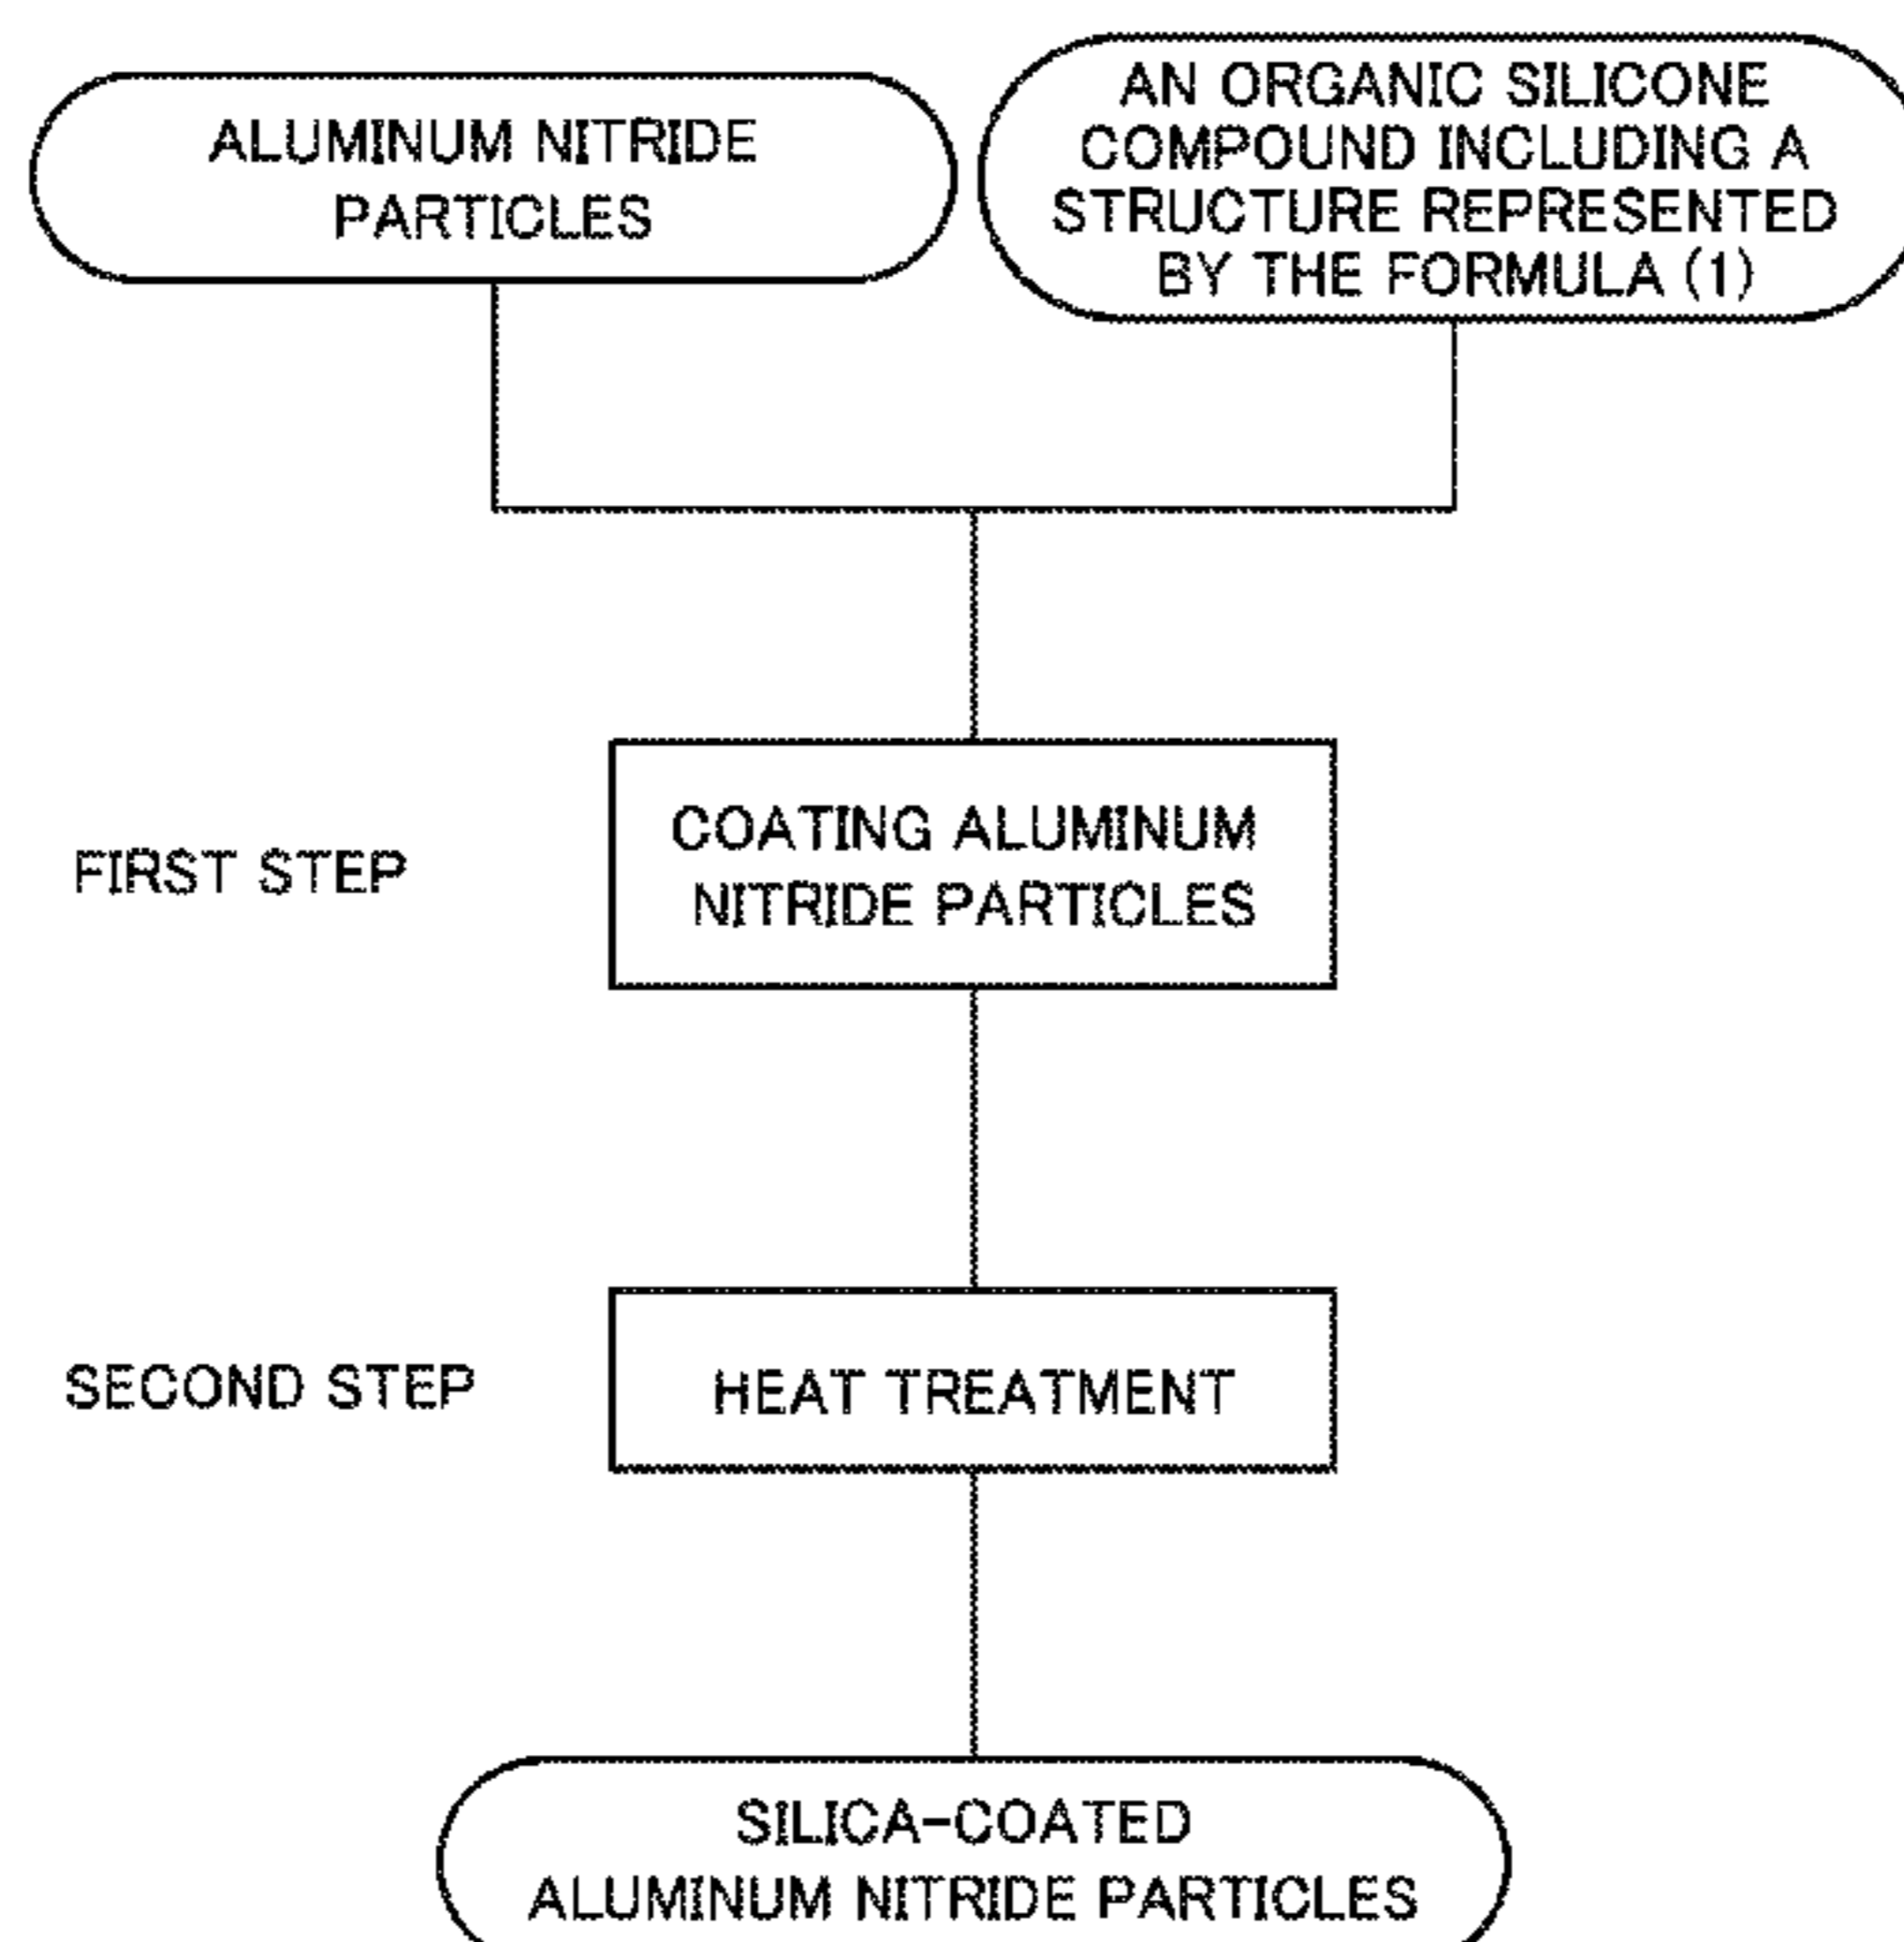 ALUMINUM NITRIDE
PARTICLES
AN ORGANIC SILICONE
COMPOUND INCLUDING A
STRUCTURE REPRESENTED
BY THE FORMULA (1)
FIRST STEP
COATING ALUMINUM
NITRIDE PARTICLES
SECOND STEP
HEAT TREATMENT
SILICA-COATED
ALUMINUM NITRIDE PARTICLES